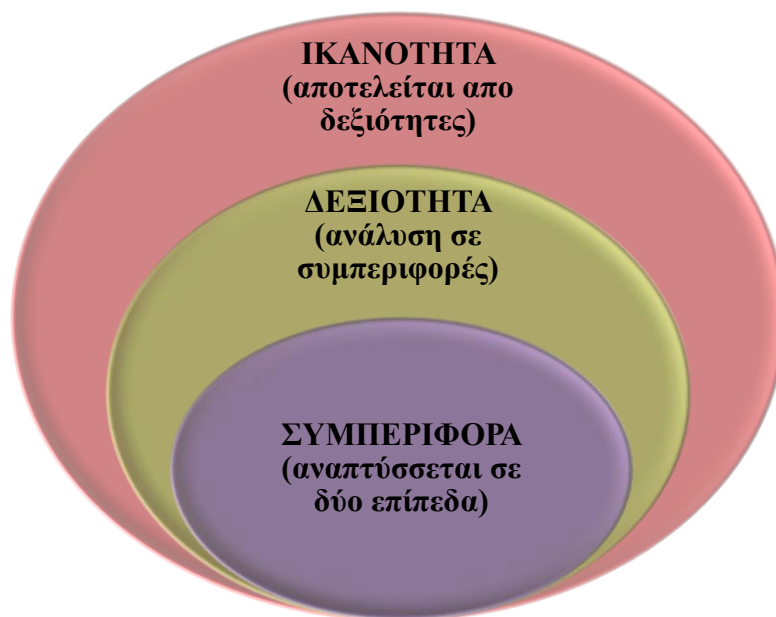 ΙΚΑΝΟΤΗΤΑ
(αποτελείται απο
δεξιότητες)
ΔΕΞΙΟΤΗΤΑ
(ανάλυση σε
συμπεριφορές)
ΣΥΜΠΕΡΙΦΟΡΑ
(αναπτύσσεται σε
δύο επίπεδα)